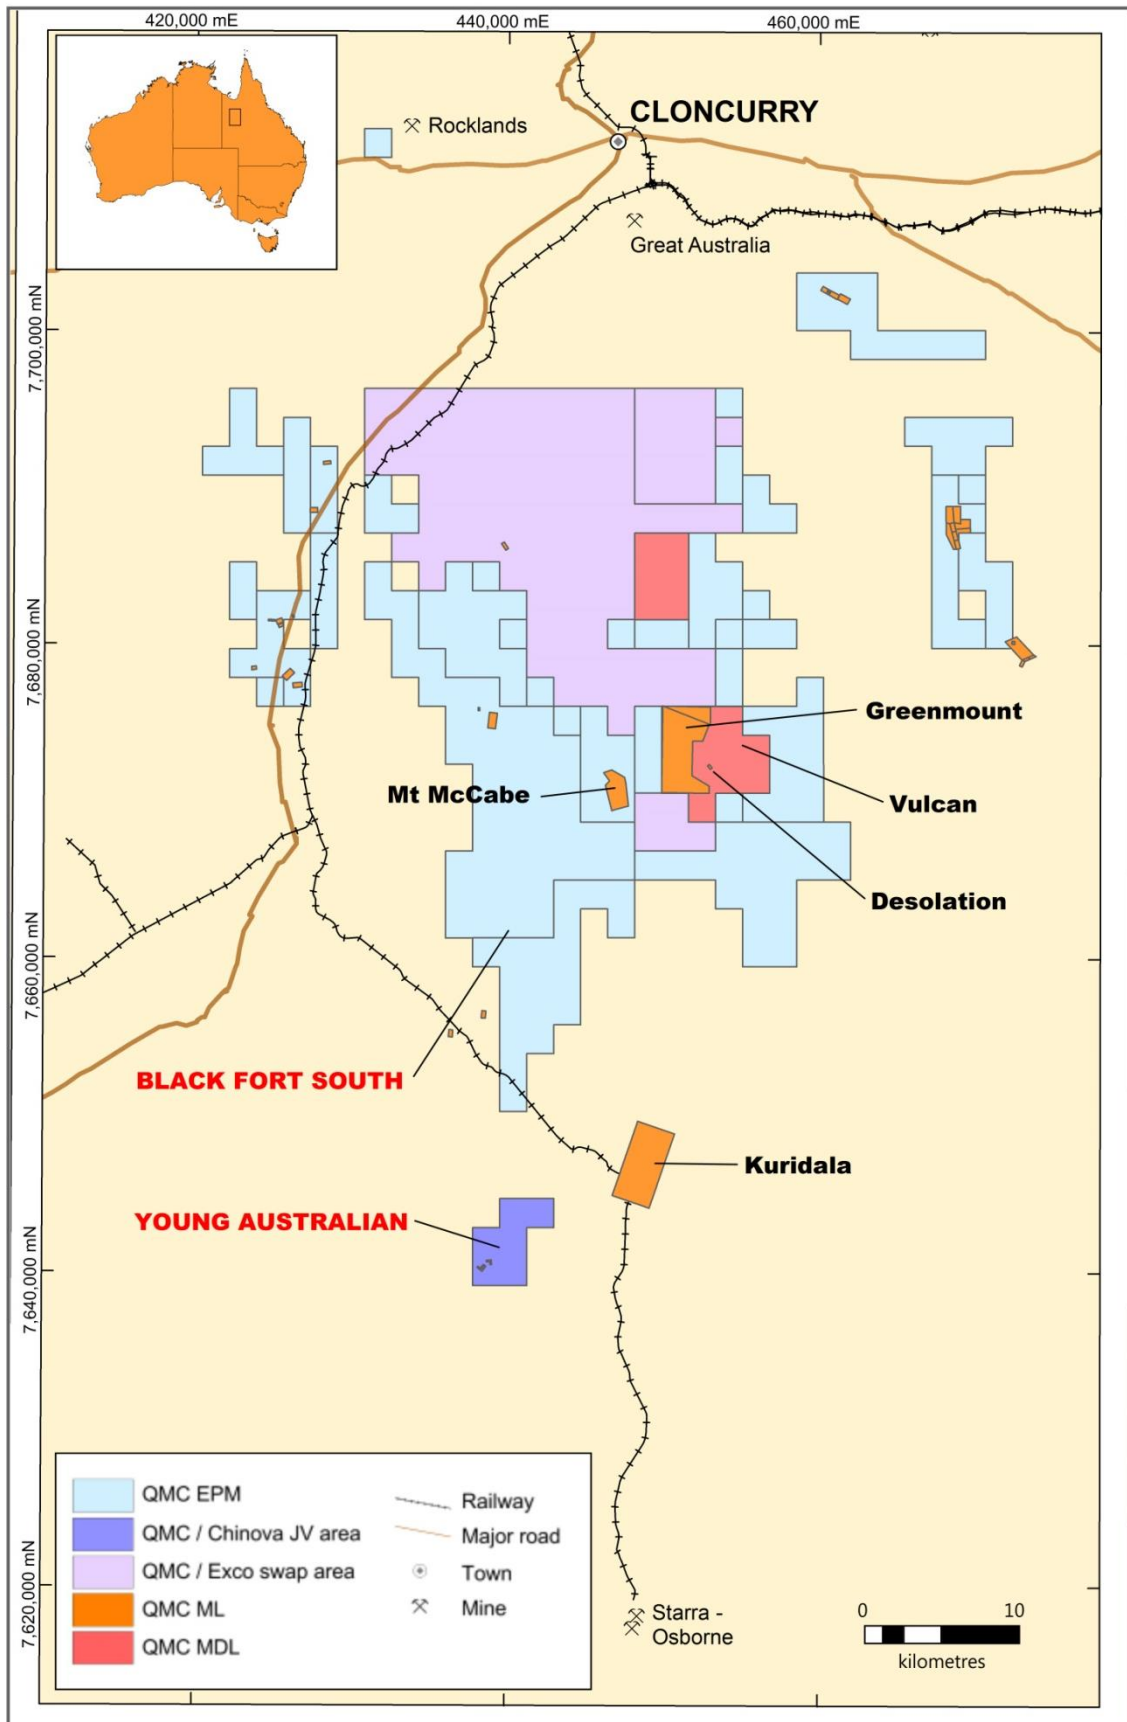 420,000 mE
440,000 mE
460,000 mE
CLONCURRY
Rocklands
Great Australia
7,700,000 mN
7,680,000 mN
Greenmount
Mt McCabe
Vulcan
Desolation
7,660,000 mN
BLACK FORT SOUTH
Kuridala
YOUNG AUSTRALIAN
7,640,000 mN
QMC EPM
QMC / Chinova JV area
QMC / Exco swap area
QMC ML
QMC MDL
Railway
Major road
Town
Mine
7,620,000 mN
Starra -
Osborne
0
10
kilometres